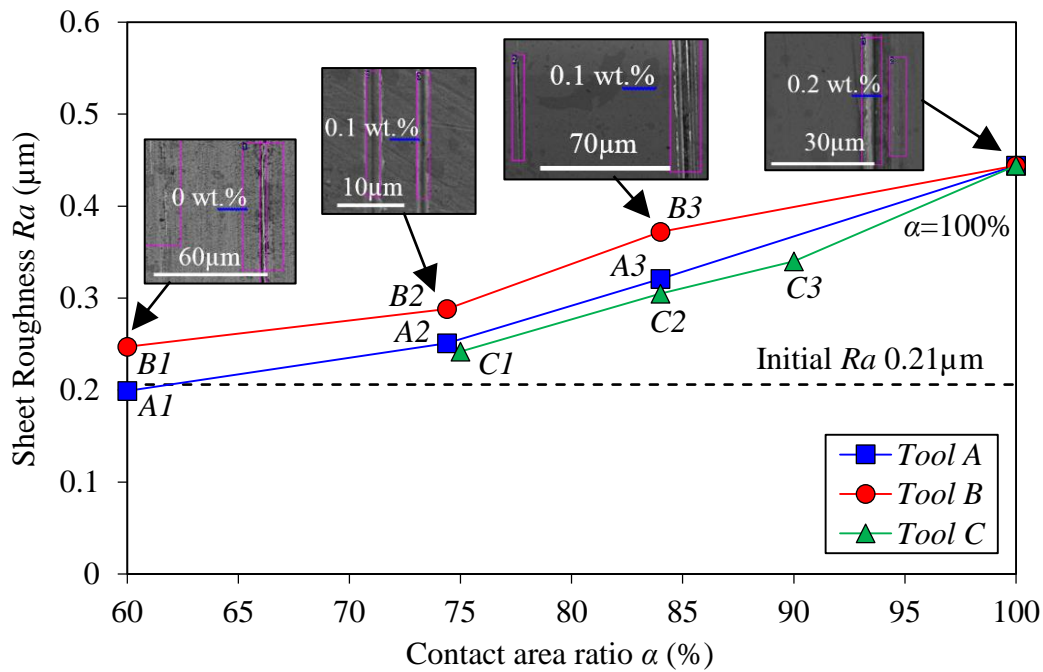 0.6
0.5
0.4
0.3
0.2
0.1
0
Sheet Roughness Ra (µm)
0 wt.%
60µm
0.1 wt.%
10µm
0.1 wt.%
70µm
0.2 wt.%
30µm
B3
α=100%
A3
B2
C3
C2
A2
B1
C1
Initial Ra 0.21µm
A1
Tool A
Tool B
Tool C
60 65 70 75 80 85 90 95 100
Contact area ratio α (%)